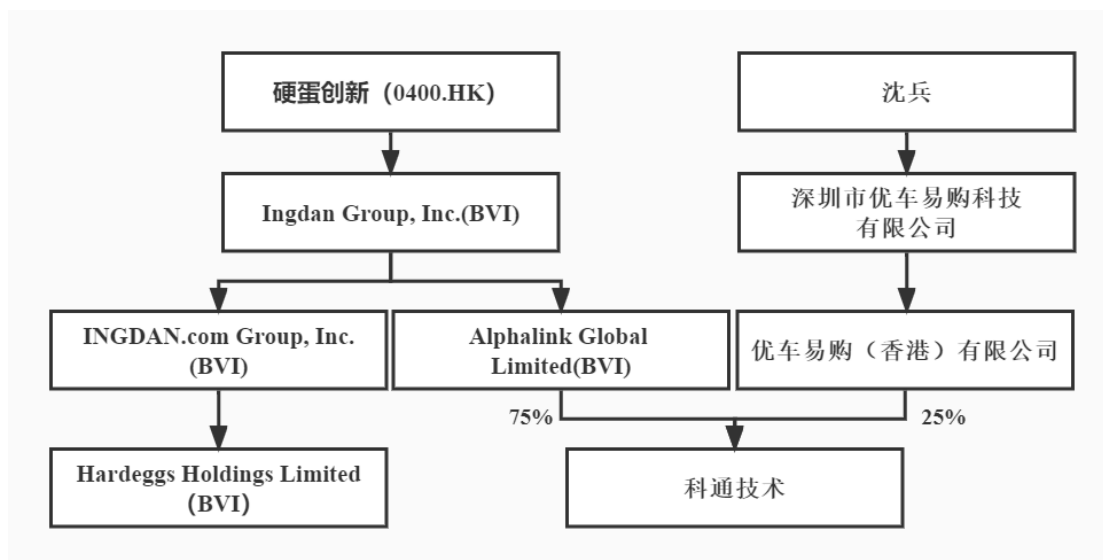 硬蛋创新（0400.HK）
沈兵
Ingdan Group, Inc.(BVI)
深圳市优车易购科技
有限公司
INGDAN.com Group, Inc.
(BVI)
Alphalink Global
Limited(BVI)
优车易购（香港）有限公司
75%
25%
Hardeggs Holdings Limited
（BVI）
科通技术